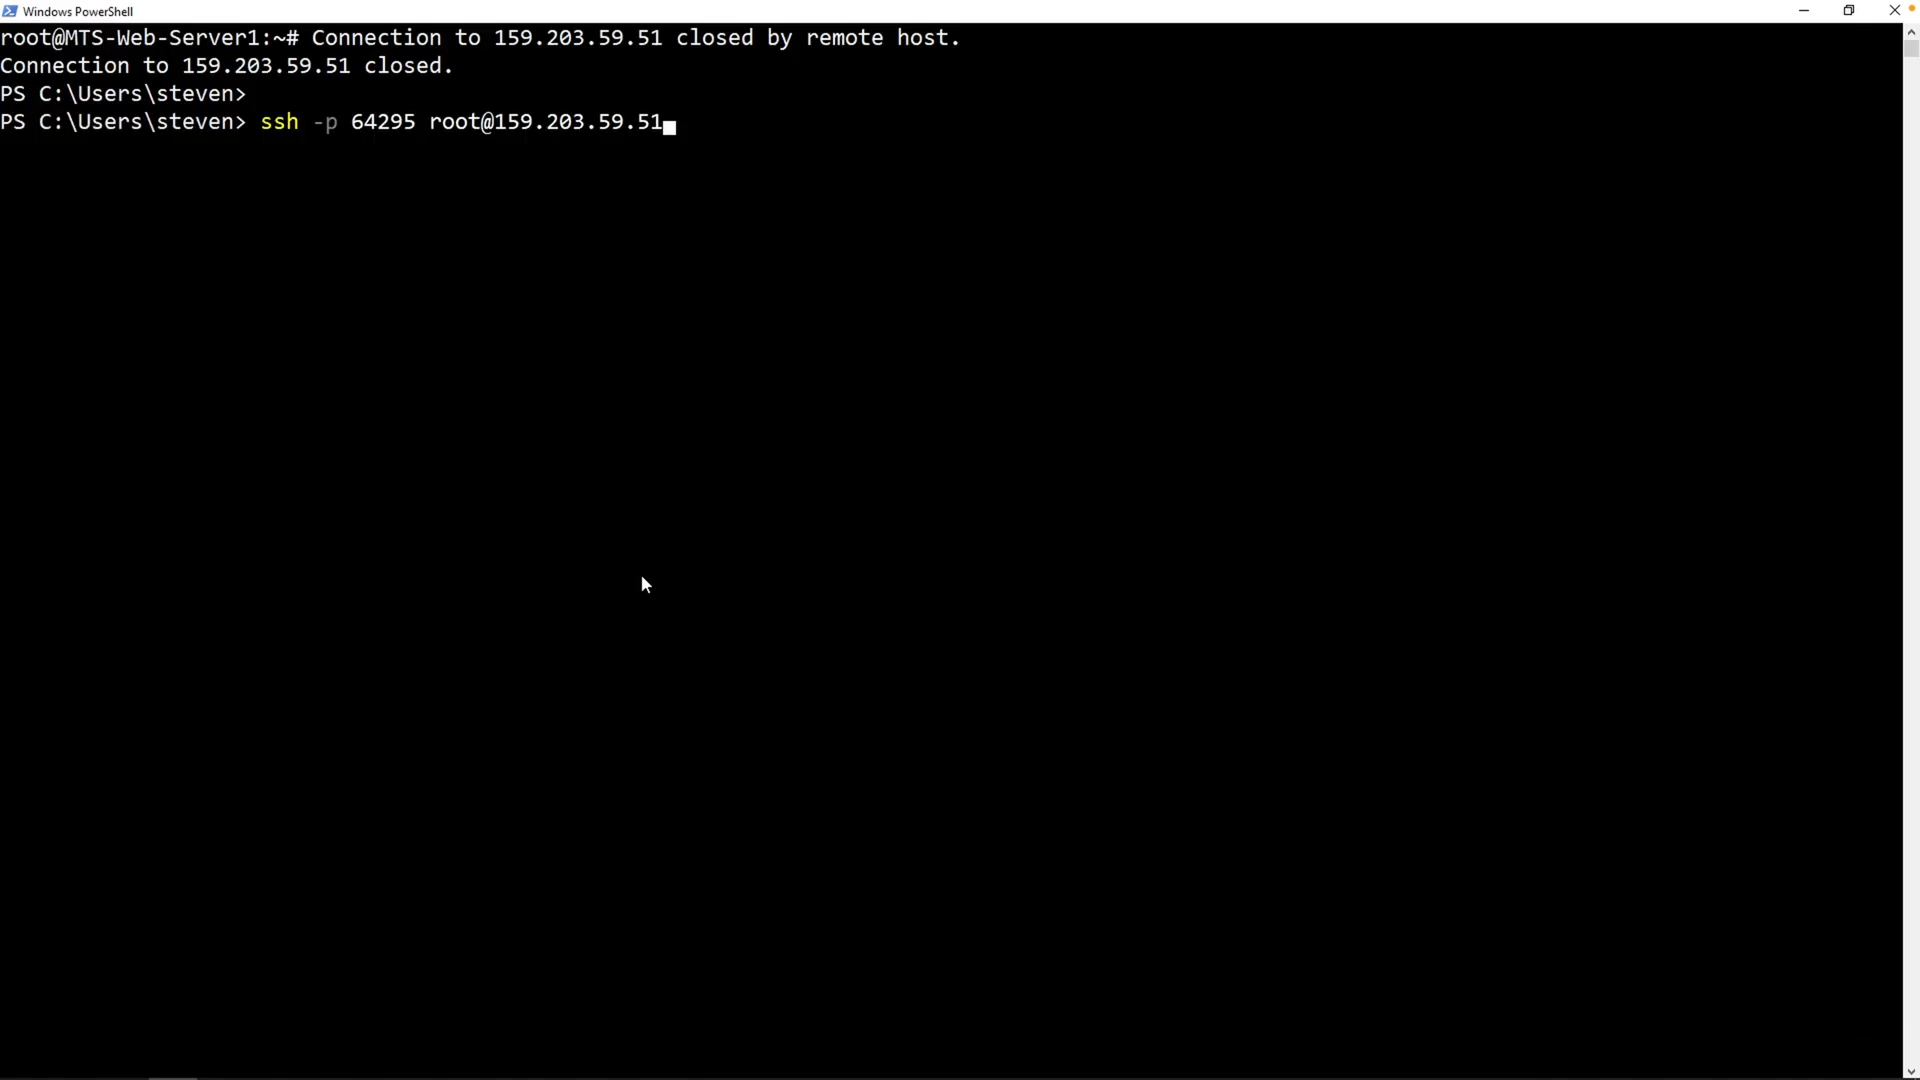 Windows PowerShell
root@MTS-Web-Server1:~# Connection to 159.203.59.51 closed by remote host.
Connection to 159.203.59.51 closed.
PS C:\Users\steven>
PS C:\Users\steven> ssh -p 64295 root@159.203.59.51